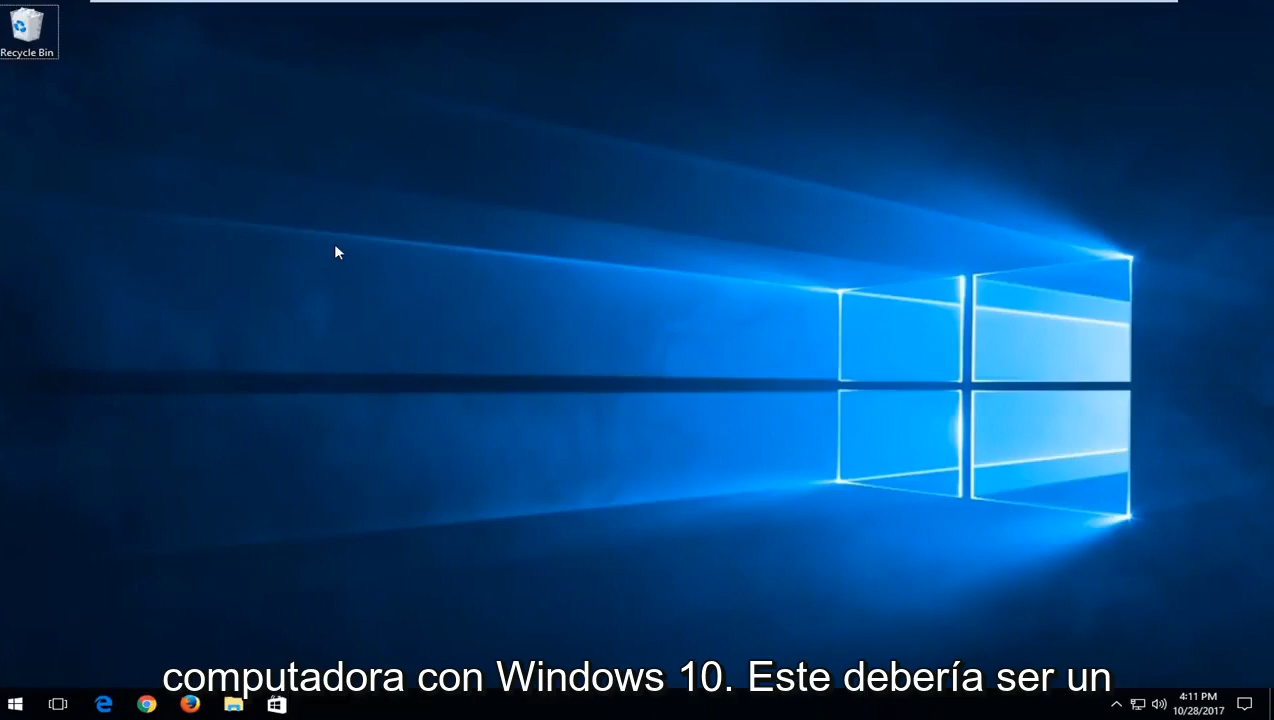 Recycle Bin
computadora con Windows 10. Este debería ser un
4:11 PM
10/28/2017